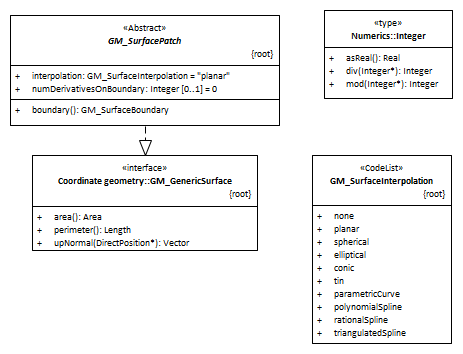 «Abstract»
GM_SurfacePatch
{root}
+ interpolation: GM_SurfaceInterpolation = "planar"
+ numDerivativesOnBoundary: Integer [0..1] = 0
+ boundary(): GM_SurfaceBoundary
«type»
Numerics::Integer
+ asReal(): Real
+ div(Integer*): Integer
+ mod(Integer*): Integer
«interface»
Coordinate geometry::GM_GenericSurface
{root}
+ area(): Area
+ perimeter(): Length
+ upNormal(DirectPosition*): Vector
«CodeList»
GM_SurfaceInterpolation
{root}
+ none
+ planar
+ spherical
+ elliptical
+ conic
+ tin
+ parametricCurve
+ polynomialSpline
+ rationalSpline
+ triangulatedSpline